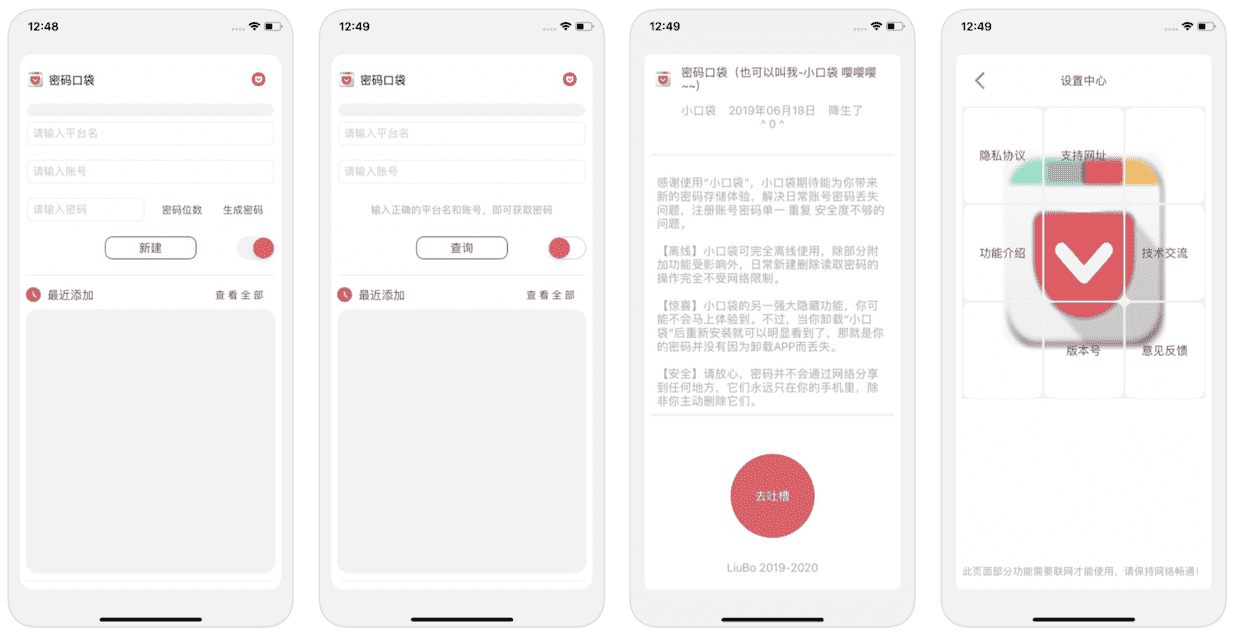 12:48
密码口袋
请输入平台名
请输入账号
请输入密码 密码位数 生成密码
新建
最近添加 查看全部
12:49
密码口袋
请输入平台名
请输入账号
输入正确的平台名和账号，即可获取密码
查询
最近添加 查看全部
12:49
密码口袋（也可以叫我-小口袋 嘤嘤嘤
~~）
小口袋 2019年06月18日 降生了
^ 0 ^
感谢使用“小口袋”，小口袋期待能为你带来
新的密码存储体验，解决日常账号密码丢失
问题，注册账号密码单一 重复 安全度不够的
问题。
【离线】小口袋可完全离线使用，除部分附
加功能受影响外，日常新建删除读取密码的
操作完全不受网络限制。
【惊喜】小口袋的另一强大隐藏功能，你可
能不会马上体验到。不过，当你卸载“小口
袋”后重新安装就可以明显看到了，那就是你
的密码并没有因为卸载APP而丢失。
【安全】请放心，密码并不会通过网络分享
到任何地方，它们永远只在你的手机里，除
非你主动删除它们。
去吐槽
LiuBo 2019-2020
12:49
设置中心
隐私协议 支持网址
功能介绍 技术交流
版本号 意见反馈
此页面部分功能需要联网才能使用，请保持网络畅通！